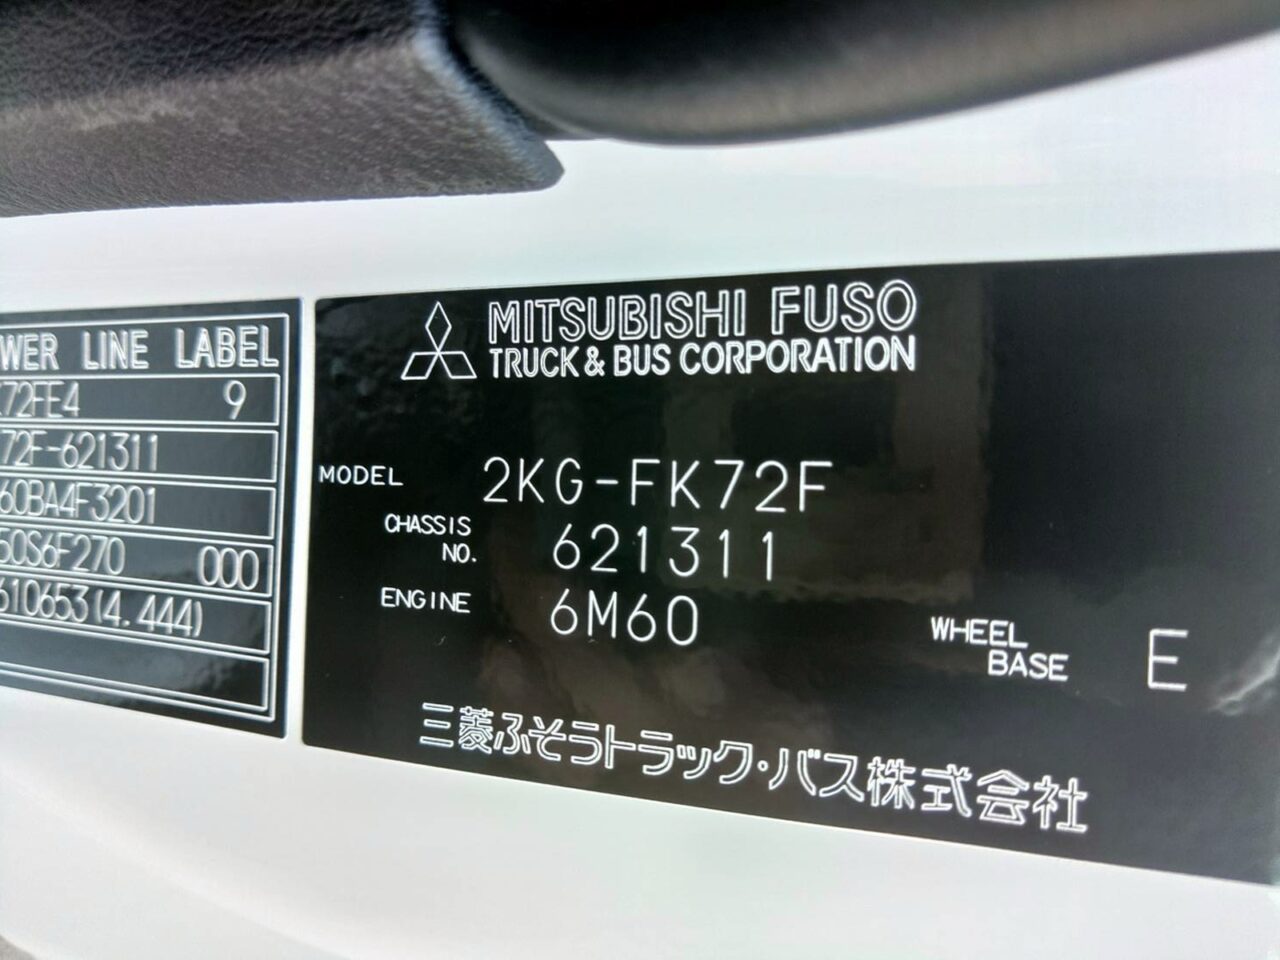 WER LINE LABEL
72FE4 9
72F-621311
60BA4F3201
50S6F270 000
610653(4.444)
MITSUBISHI FUSO
TRUCK & BUS CORPORATION
MODEL 2KG-FK72F
CHASSIS NO. 621311
ENGINE 6M60
WHEEL BASE E
三菱ふそうトラック・バス株式会社